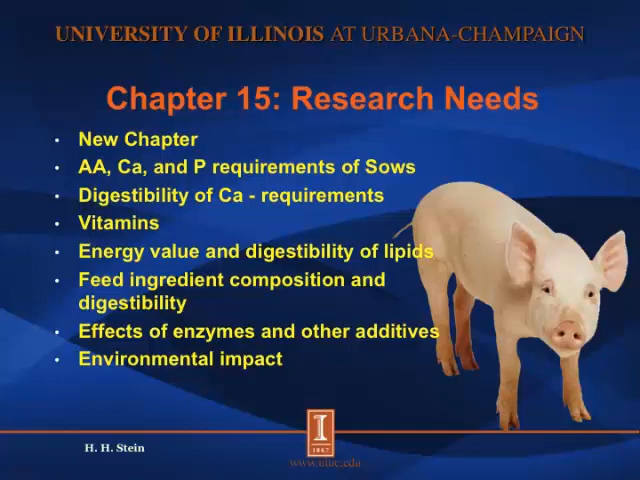 UNIVERSITY OF ILLINOIS AT URBANA-CHAMPAIGN
Chapter 15: Research Needs
• New Chapter
• AA, Ca, and P requirements of Sows
• Digestibility of Ca - requirements
• Vitamins
• Energy value and digestibility of lipids
• Feed ingredient composition and
digestibility
• Effects of enzymes and other additives
• Environmental impact
I
1867
H. H. Stein
www.uiuc.edu